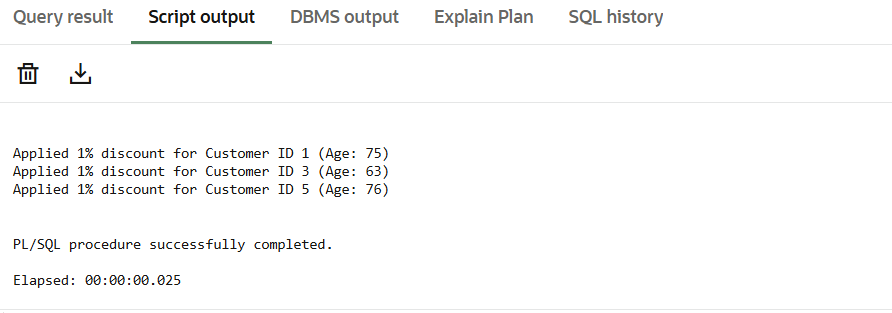 Query result Script output DBMS output Explain Plan SQL history
Applied 1% discount for Customer ID 1 (Age: 75)
Applied 1% discount for Customer ID 3 (Age: 63)
Applied 1% discount for Customer ID 5 (Age: 76)
PL/SQL procedure successfully completed.
Elapsed: 00:00:00.025